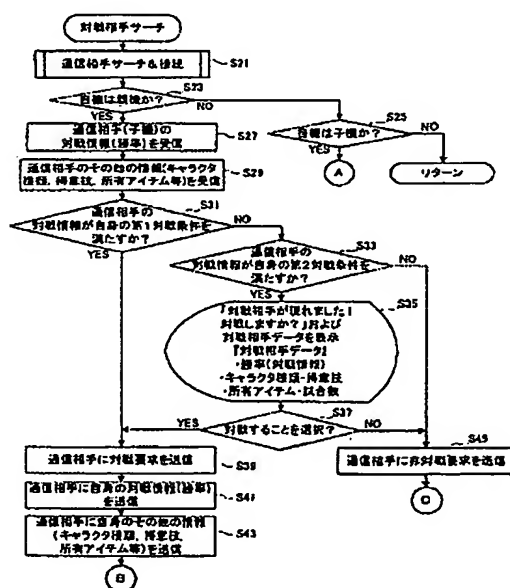 対戦相手サーチ
通信相手サーチ&接続
S21
自機は親機か?
S23
YES
NO
通信相手(子機)の
対戦情報(勝率)
を受信
S27
自機は子機か?
S25
YES
NO
A
リターン
通信相手のその他の情報(キャラクタ
種類、得意技、所有アイテム等)を受信
S29
通信相手の
対戦情報が自身の第1対戦条件を
満たすか?
S31
YES
NO
通信相手の
対戦情報が自身の第2対戦条件を
満たすか?
S33
YES
NO
『対戦相手が現れました!
対戦しますか?』および
対戦相手データを表示
『対戦相手データ』
・勝率(対戦情報)
・キャラクタ種類・得意技
・所有アイテム・試合数
S35
対戦することを選択?
S37
YES
NO
通信相手に対戦要求を送信
S39
通信相手に非対戦要求を送信
S45
通信相手に自身の対戦情報(勝率)
を送信
S41
C
通信相手に自身のその他の情報
(キャラクタ種類、得意技、
所有アイテム等)を送信
S43
B